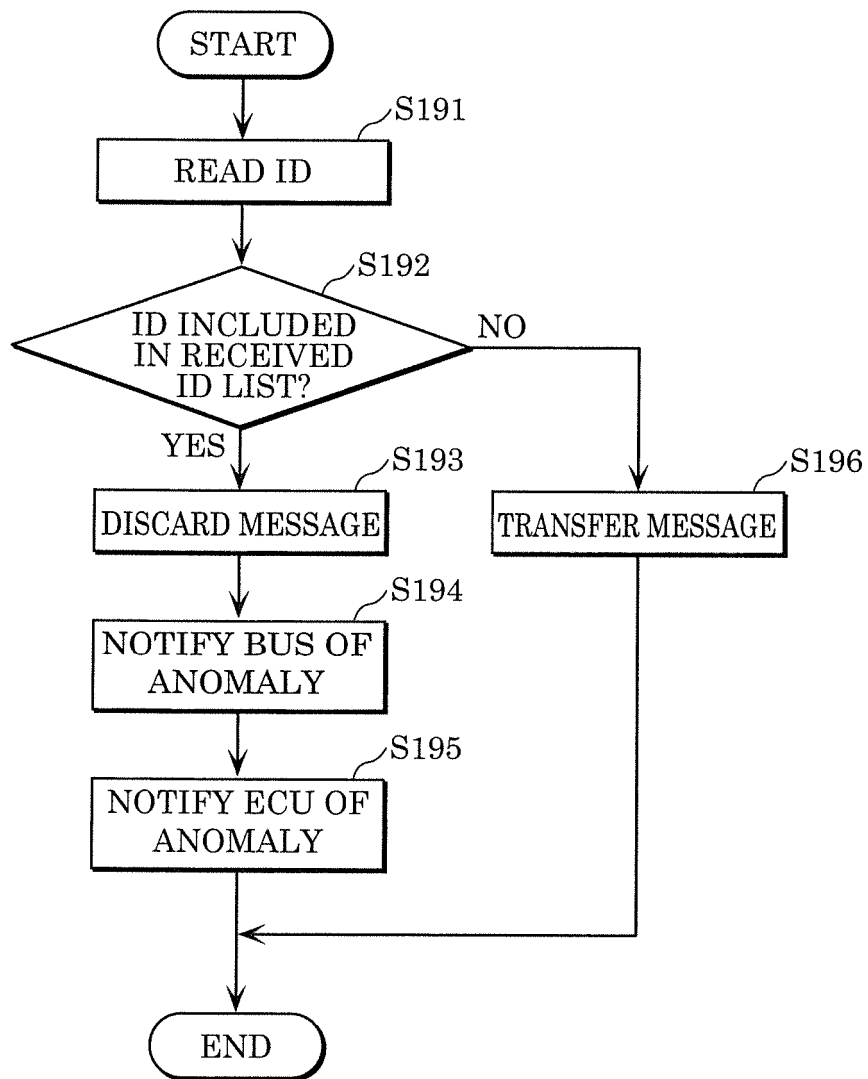 START
S191
READ ID
S192
ID INCLUDED
IN RECEIVED
ID LIST?
NO
YES
S193
DISCARD MESSAGE
S196
TRANSFER MESSAGE
S194
NOTIFY BUS OF
ANOMALY
S195
NOTIFY ECU OF
ANOMALY
END